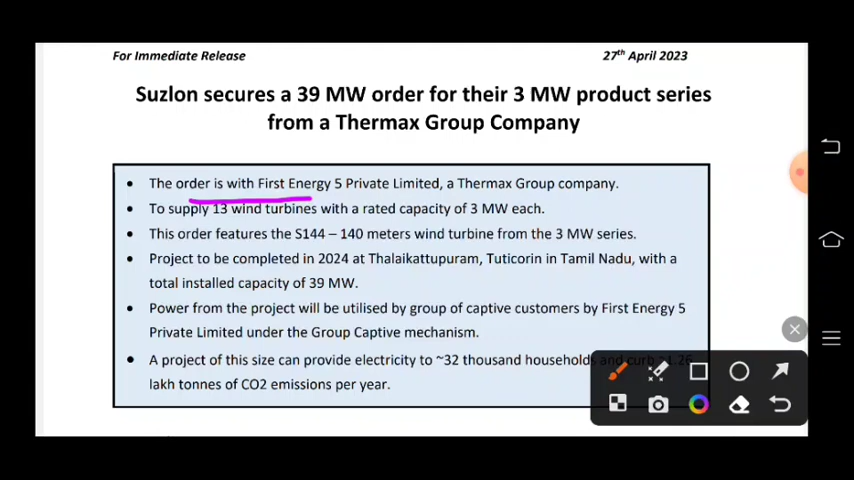 For Immediate Release 27th April 2023
Suzlon secures a 39 MW order for their 3 MW product series
from a Thermax Group Company
• The order is with First Energy 5 Private Limited, a Thermax Group company.
• To supply 13 wind turbines with a rated capacity of 3 MW each.
• This order features the S144 – 140 meters wind turbine from the 3 MW series.
• Project to be completed in 2024 at Thalaikattupuram, Tuticorin in Tamil Nadu, with a
total installed capacity of 39 MW.
• Power from the project will be utilised by group of captive customers by First Energy 5
Private Limited under the Group Captive mechanism.
• A project of this size can provide electricity to ~32 thousand households and curb ~1.26
lakh tonnes of CO2 emissions per year.